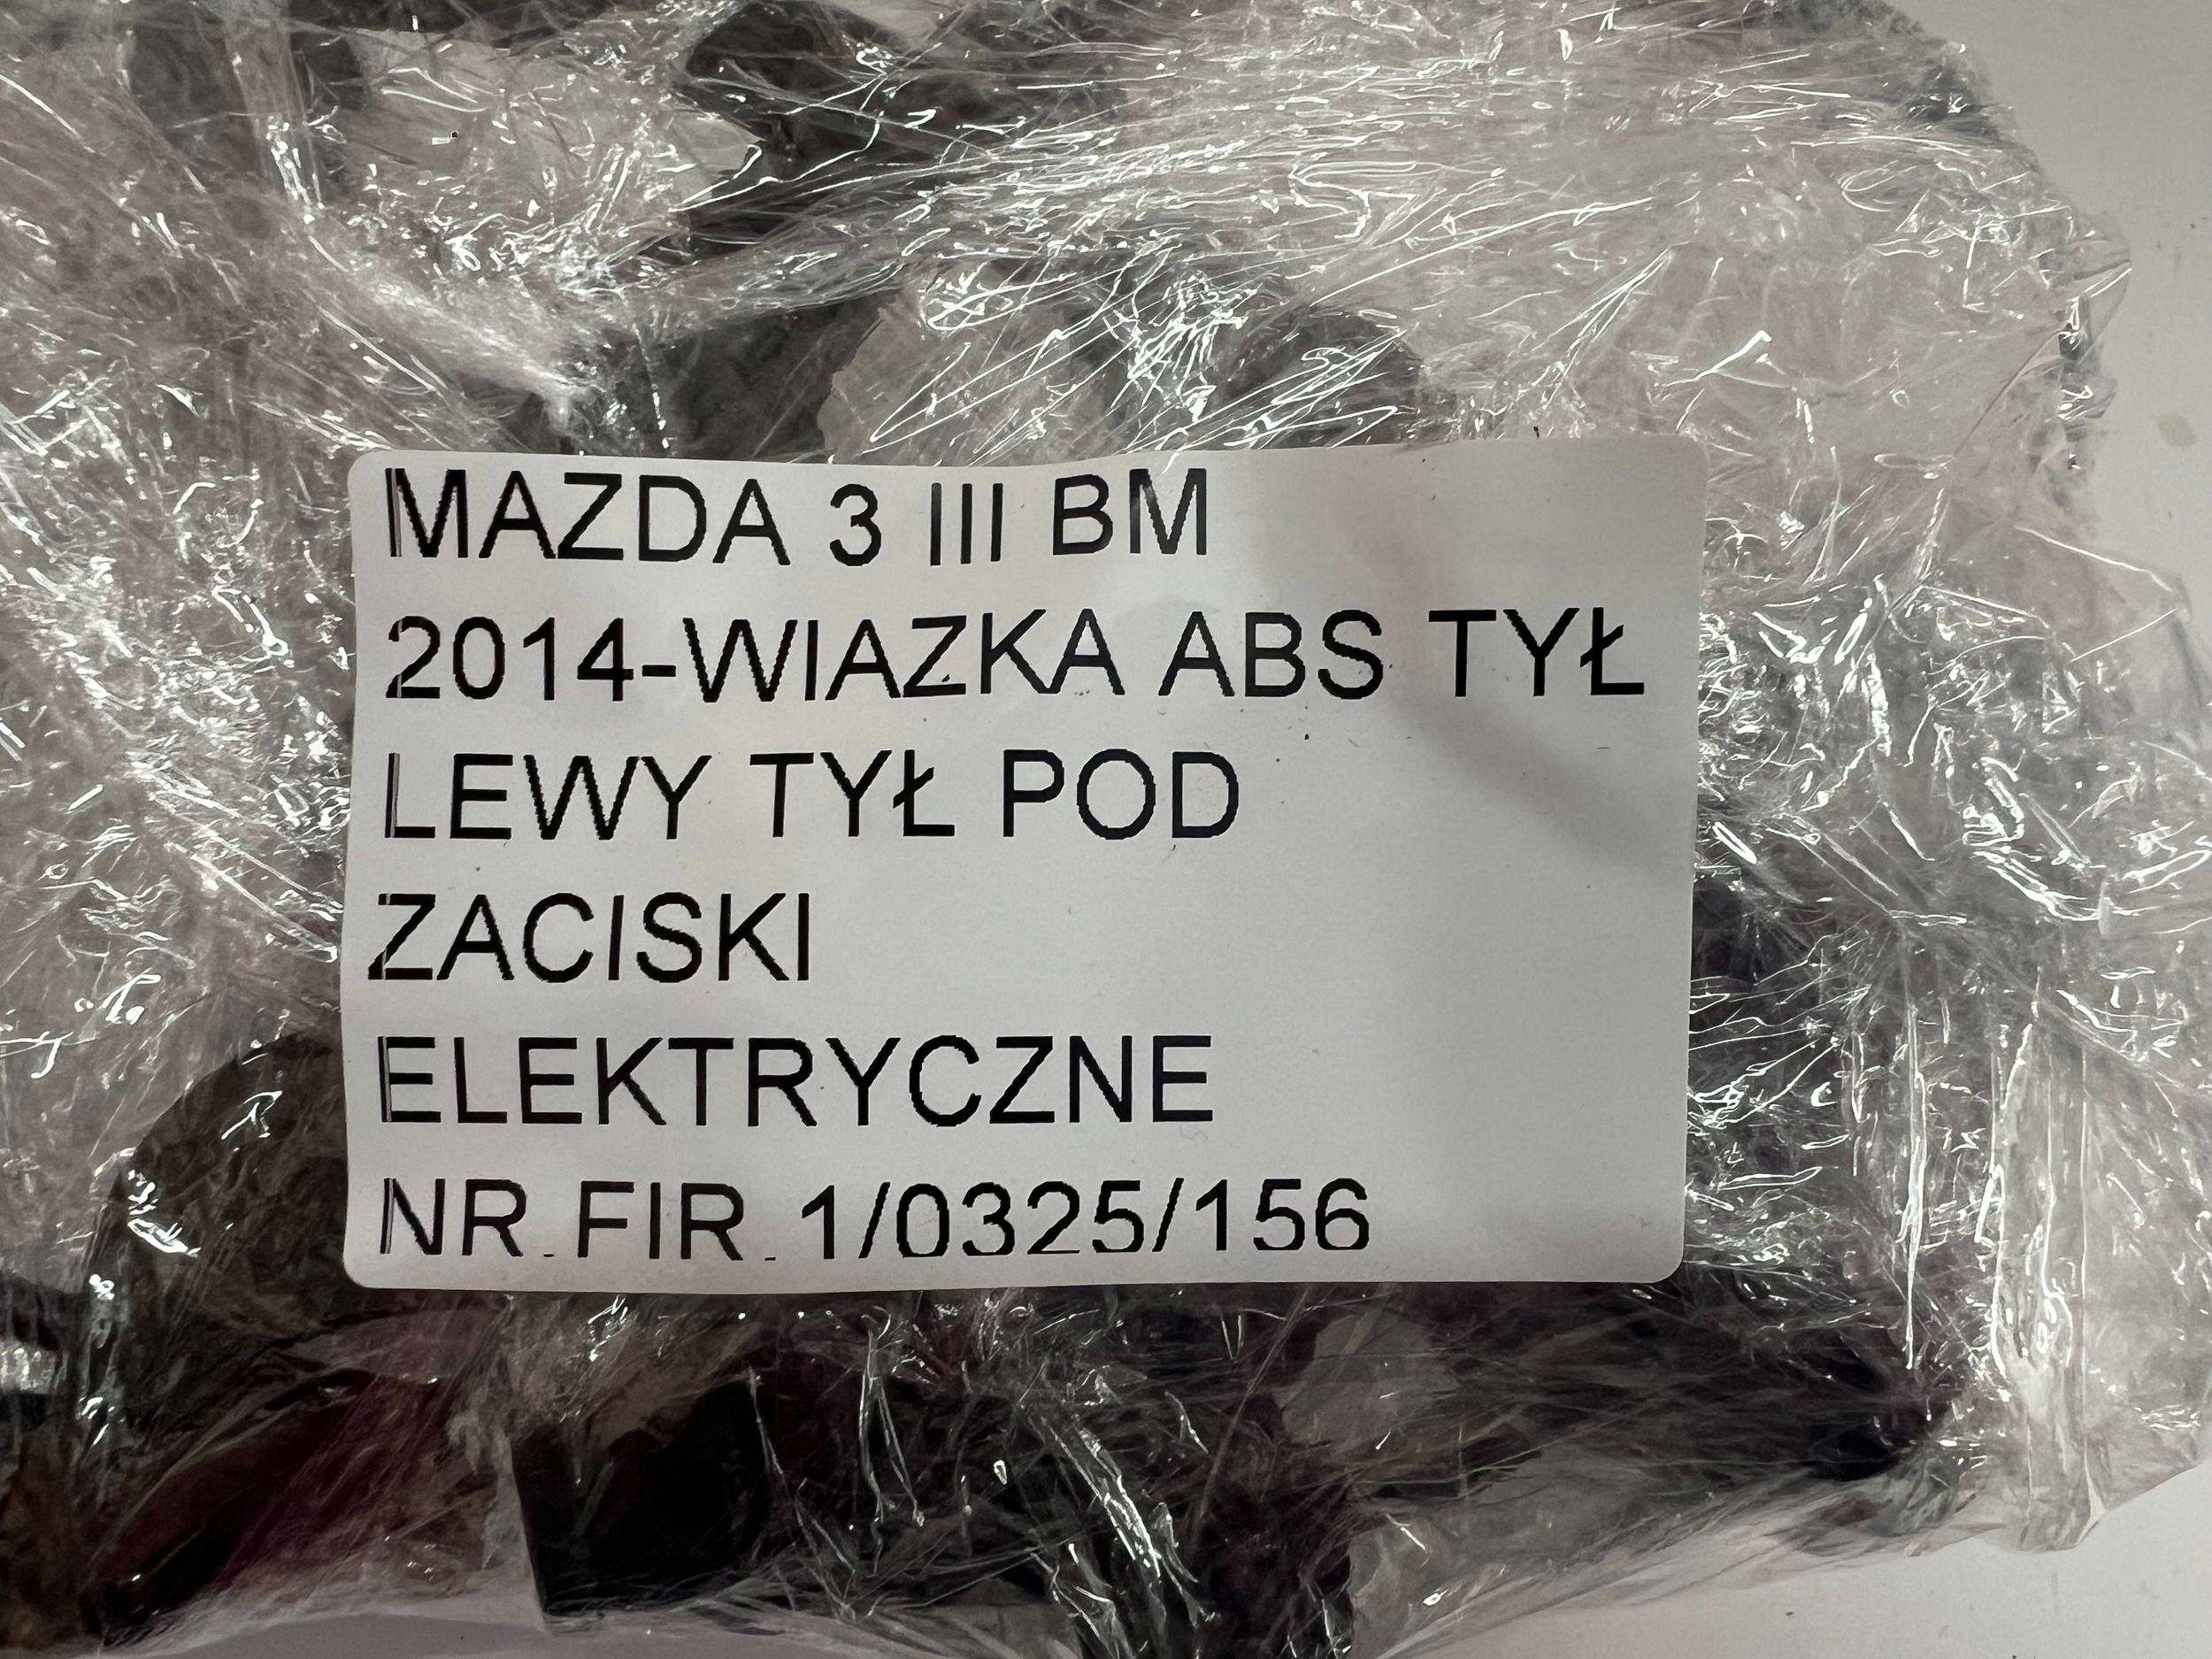 MAZDA 3 III BM
2014-WIAZKA ABS TYŁ
LEWY TYŁ POD
ZACISKI
ELEKTRYCZNE
NR.FIR.1/0325/156